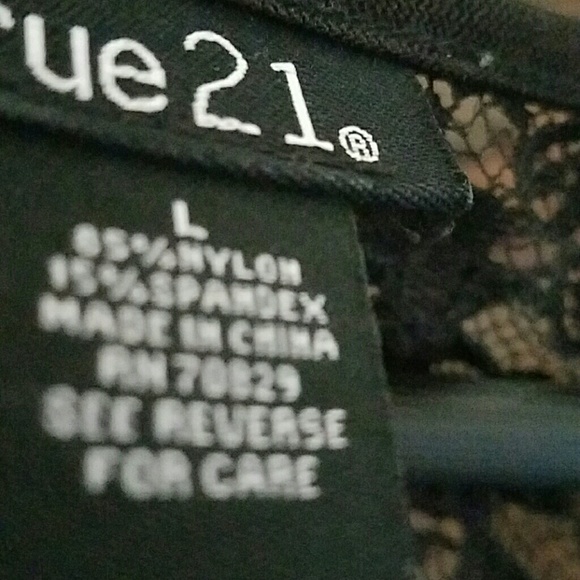 rue21®
L
85%NYLON
15%SPANDEX
MADE IN CHINA
RN 70829
SEE REVERSE
FOR CARE